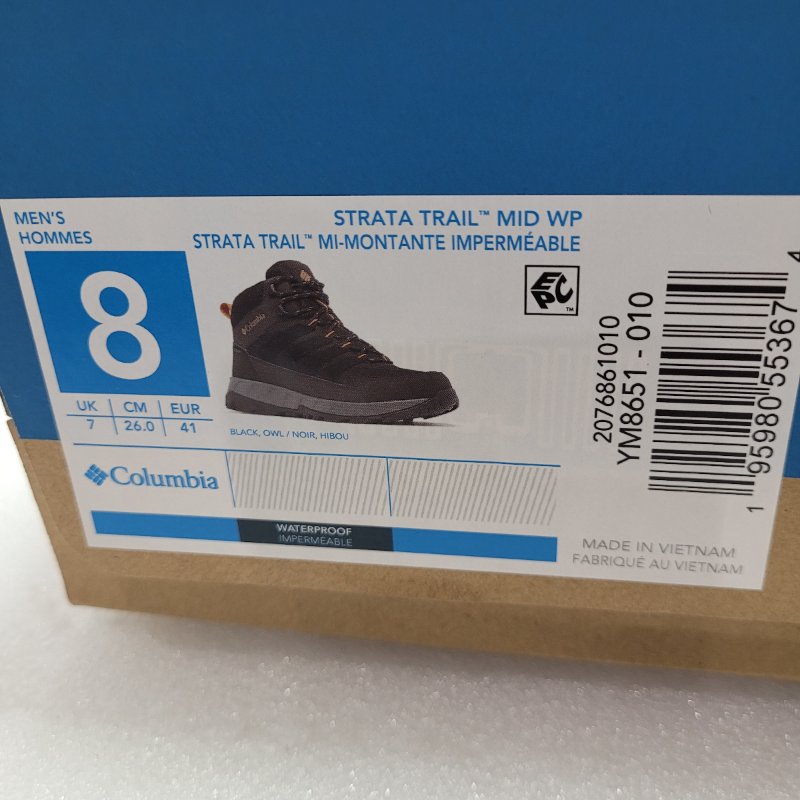 MEN'S
HOMMES
STRATA TRAIL™ MID WP
STRATA TRAIL™ MI-MONTANTE IMPERMÉABLE
8
UK
CM
EUR
7
26.0
41
Columbia
EPC™
BLACK, OWL / NOIR, HIBOU
Columbia
WATERPROOF
IMPERMÉABLE
2076861010
YM8651 - 010
1 95980 55367 4
MADE IN VIETNAM
FABRIQUÉ AU VIETNAM